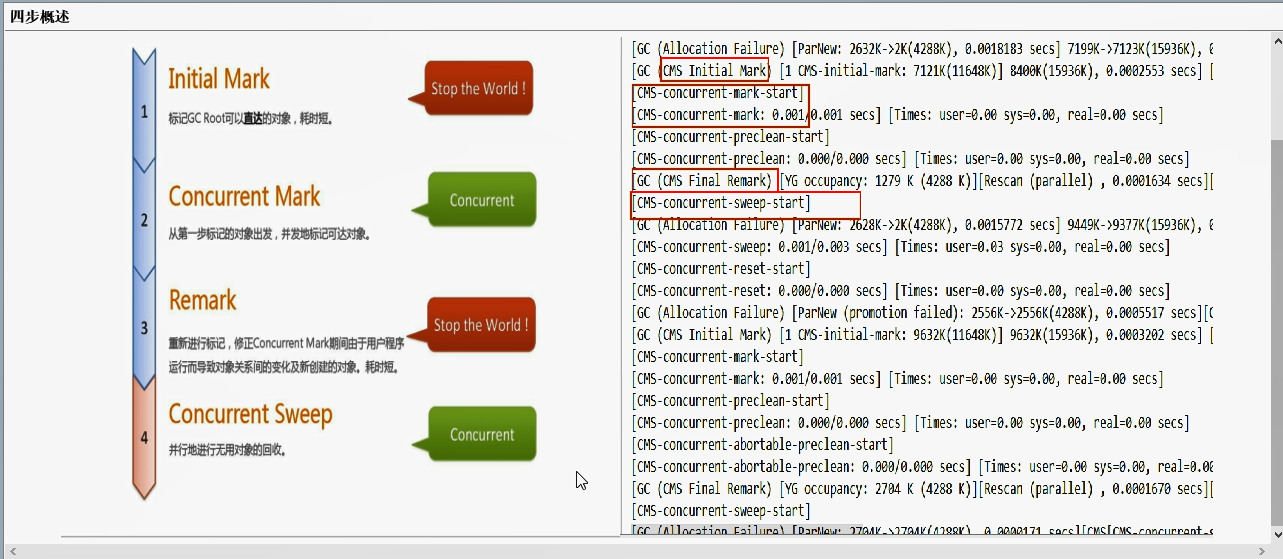 四步概述
1
Initial Mark
Stop the World !
标记GC Root可以直达的对象，耗时短。
2
Concurrent Mark
Concurrent
从第一步标记的对象出发，并发地标记可达对象。
3
Remark
Stop the World !
重新进行标记，修正Concurrent Mark期间由于用户程序
运行而导致对象关系间的变化及新创建的对象。耗时短。
4
Concurrent Sweep
Concurrent
并行地进行无用对象的回收。
[GC (Allocation Failure) [ParNew: 2632K->2K(4288K), 0.0018183 secs] 7199K->7123K(15936K), 0
[GC (CMS Initial Mark) [1 CMS-initial-mark: 7121K(11648K)] 8400K(15936K), 0.0002553 secs] [
[CMS-concurrent-mark-start]
[CMS-concurrent-mark: 0.001/0.001 secs] [Times: user=0.00 sys=0.00, real=0.00 secs]
[CMS-concurrent-preclean-start]
[CMS-concurrent-preclean: 0.000/0.000 secs] [Times: user=0.00 sys=0.00, real=0.00 secs]
[GC (CMS Final Remark) [YG occupancy: 1279 K (4288 K)][Rescan (parallel) , 0.0001634 secs][
[CMS-concurrent-sweep-start]
[GC (Allocation Failure) [ParNew: 2628K->2K(4288K), 0.0015772 secs] 9449K->9377K(15936K), 0
[CMS-concurrent-sweep: 0.001/0.003 secs] [Times: user=0.03 sys=0.00, real=0.00 secs]
[CMS-concurrent-reset-start]
[CMS-concurrent-reset: 0.000/0.000 secs] [Times: user=0.00 sys=0.00, real=0.00 secs]
[GC (Allocation Failure) [ParNew (promotion failed): 2556K->2556K(4288K), 0.0005517 secs][C
[GC (CMS Initial Mark) [1 CMS-initial-mark: 9632K(11648K)] 9632K(15936K), 0.0003202 secs] [
[CMS-concurrent-mark-start]
[CMS-concurrent-mark: 0.001/0.001 secs] [Times: user=0.00 sys=0.00, real=0.00 secs]
[CMS-concurrent-preclean-start]
[CMS-concurrent-preclean: 0.000/0.000 secs] [Times: user=0.00 sys=0.00, real=0.00 secs]
[CMS-concurrent-abortable-preclean-start]
[CMS-concurrent-abortable-preclean: 0.000/0.000 secs] [Times: user=0.00 sys=0.00, real=0.00
[GC (CMS Final Remark) [YG occupancy: 2704 K (4288 K)][Rescan (parallel) , 0.0001670 secs][
[CMS-concurrent-sweep-start]
[GC (Allocation Failure) [ParNew: 2704K->2704K(4288K), 0.0000171 secs][CMS[CMS-concurrent-s